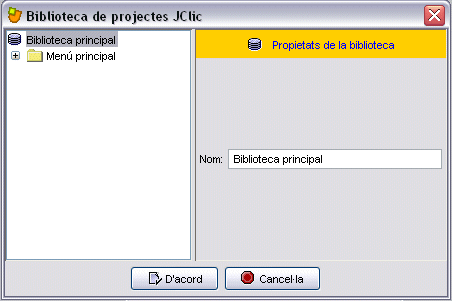 Biblioteca de projectes JClic
Biblioteca principal
Menú principal
Propietats de la biblioteca
Nom: Biblioteca principal
D'acord
Cancel·la